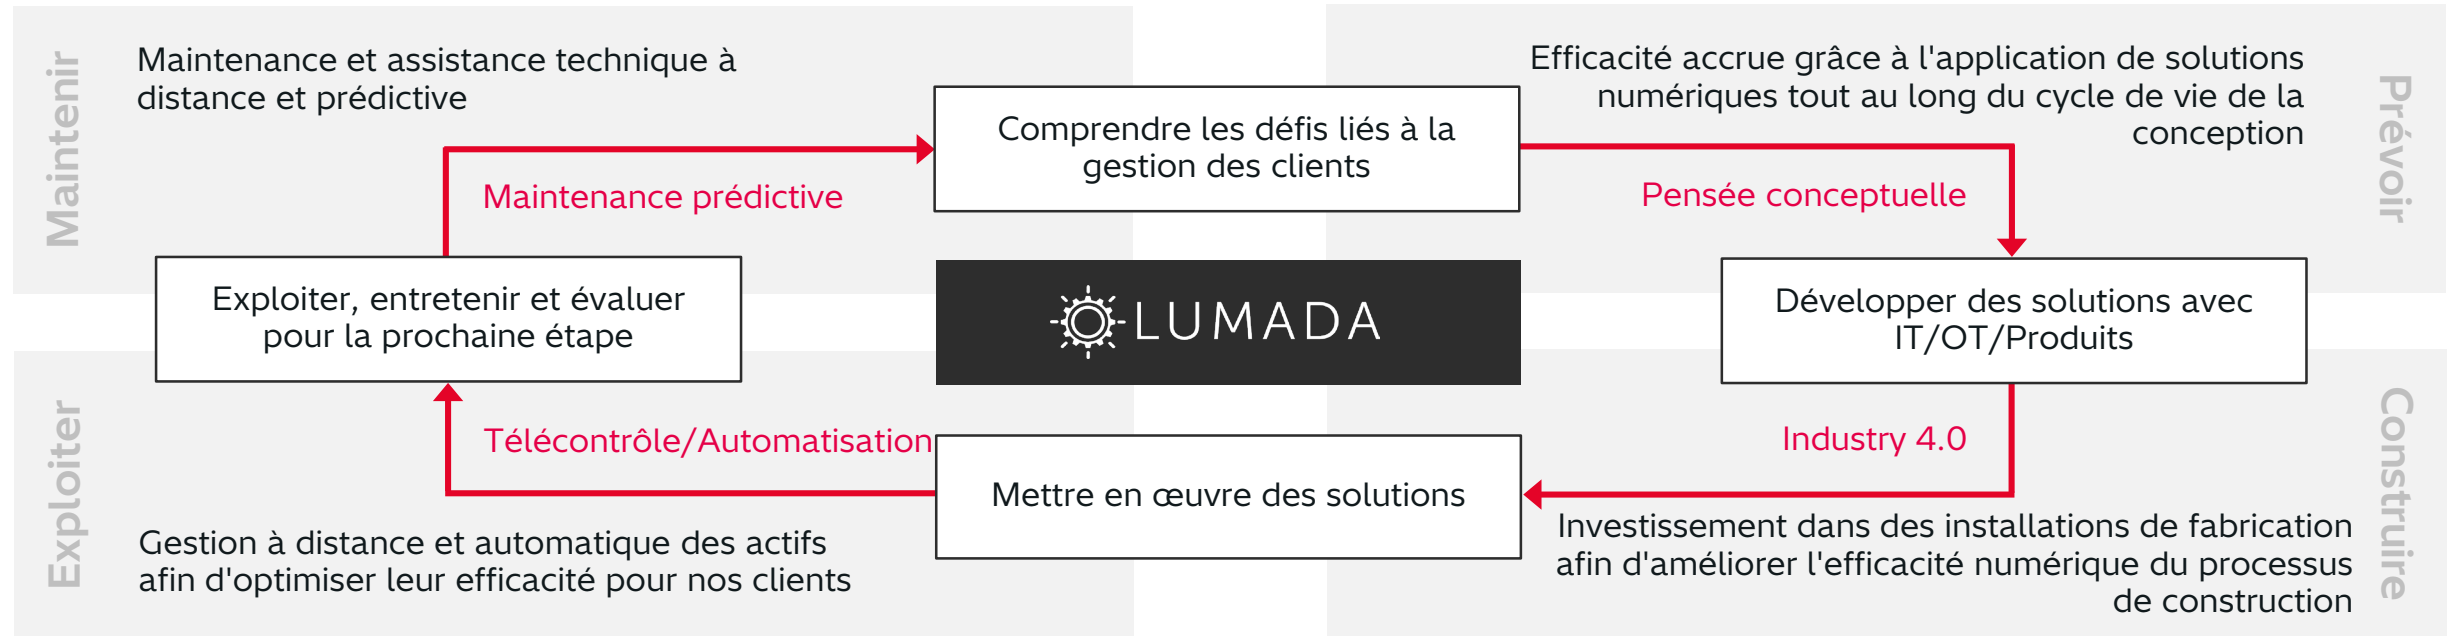 Maintenir
Maintenance et assistance technique à
distance et prédictive
Maintenance prédictive
Comprendre les défis liés à la
gestion des clients
Efficacité accrue grâce à l'application de solutions
numériques tout au long du cycle de vie de la
conception
Pensée conceptuelle
Prévoir
Exploiter, entretenir et évaluer
pour la prochaine étape
LUMADA
Développer des solutions avec
IT/OT/Produits
Exploiter
Télécontrôle/Automatisation
Gestion à distance et automatique des actifs
afin d'optimiser leur efficacité pour nos clients
Mettre en œuvre des solutions
Industry 4.0
Investissement dans des installations de fabrication
afin d'améliorer l'efficacité numérique du processus
de construction
Construire